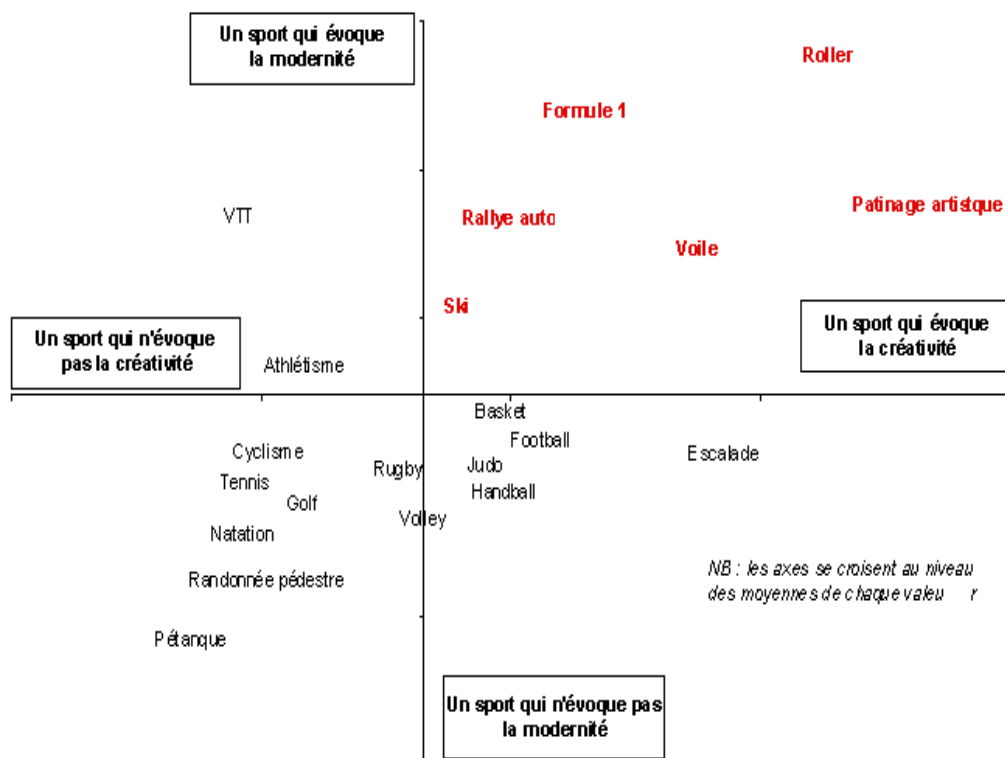 Un sport qui évoque
la modernité
Roller
Formule 1
VTT
Rallye auto
Patinage artistque
Voile
Ski
Un sport qui n'évoque
pas la créativité
Un sport qui évoque
la créativité
Athlétisme
Basket
Football
Cyclisme
Rugby
Judo
Escalade
Tennis
Handball
Golf
Volley
Natation
Randonnée pédestre
NB : les axes se croisent au niveau
des moyennes de chaque valeu r
Pétanque
Un sport qui n'évoque pas
la modernité